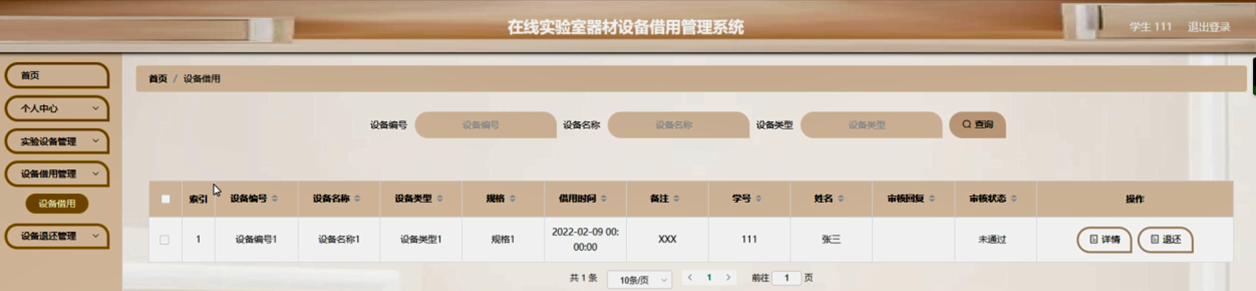 在线实验室器材设备借用管理系统
学生 111 退出登录
首页
个人中心
实验设备管理
设备借用管理
设备借用
设备退还管理
首页 / 设备借用
设备编号 设备编号 设备名称 设备名称 设备类型 设备类型 查询
索引 设备编号 设备名称 设备类型 规格 借用时间 备注 学号 姓名 审核回复 审核状态 操作
1 设备编号1 设备名称1 设备类型1 规格1 2022-02-09 00:00:00 XXX 111 张三 未通过 详情 退还
共 1 条 10条/页 1 前往 1 页